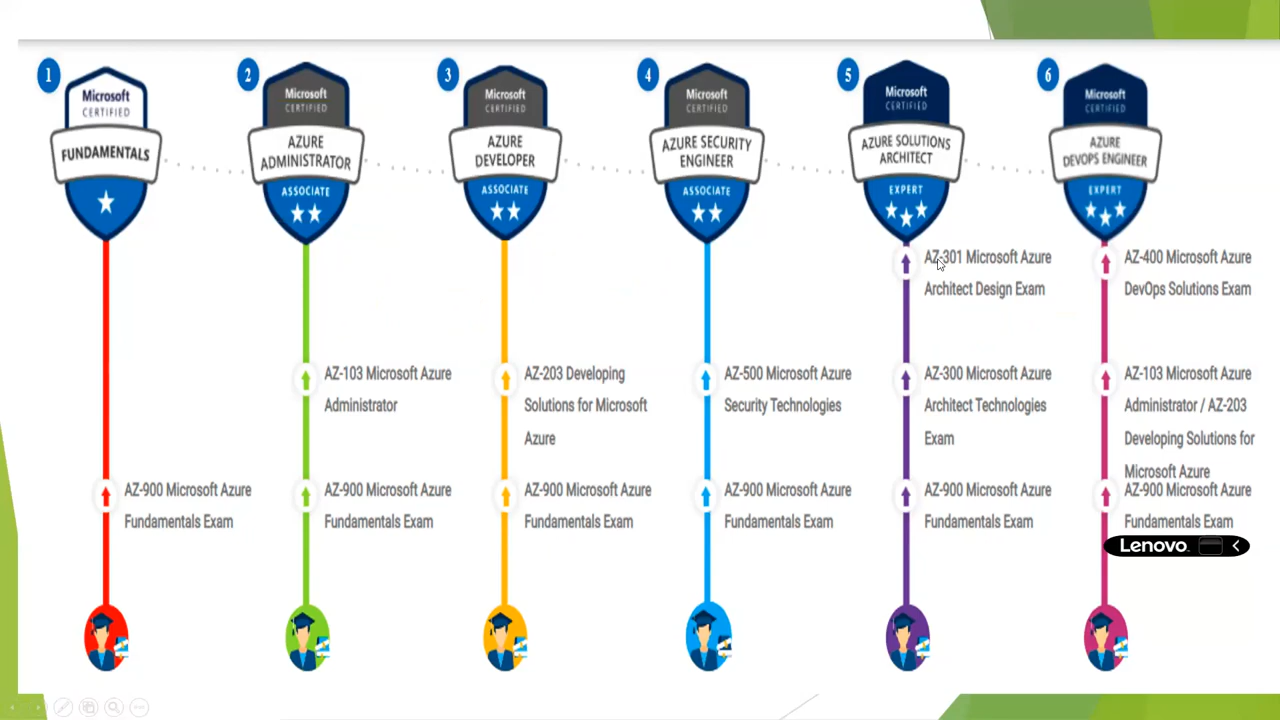 1
Microsoft
CERTIFIED
FUNDAMENTALS
AZ-900 Microsoft Azure
Fundamentals Exam
2
Microsoft
CERTIFIED
AZURE
ADMINISTRATOR
ASSOCIATE
AZ-103 Microsoft Azure
Administrator
AZ-900 Microsoft Azure
Fundamentals Exam
3
Microsoft
CERTIFIED
AZURE
DEVELOPER
ASSOCIATE
AZ-203 Developing
Solutions for Microsoft
Azure
AZ-900 Microsoft Azure
Fundamentals Exam
4
Microsoft
CERTIFIED
AZURE SECURITY
ENGINEER
ASSOCIATE
AZ-500 Microsoft Azure
Security Technologies
AZ-900 Microsoft Azure
Fundamentals Exam
5
Microsoft
CERTIFIED
AZURE SOLUTIONS
ARCHITECT
EXPERT
AZ-301 Microsoft Azure
Architect Design Exam
AZ-300 Microsoft Azure
Architect Technologies
Exam
AZ-900 Microsoft Azure
Fundamentals Exam
6
Microsoft
CERTIFIED
AZURE
DEVOPS ENGINEER
EXPERT
AZ-400 Microsoft Azure
DevOps Solutions Exam
AZ-103 Microsoft Azure
Administrator / AZ-203
Developing Solutions for
Microsoft Azure
AZ-900 Microsoft Azure
Fundamentals Exam
Lenovo